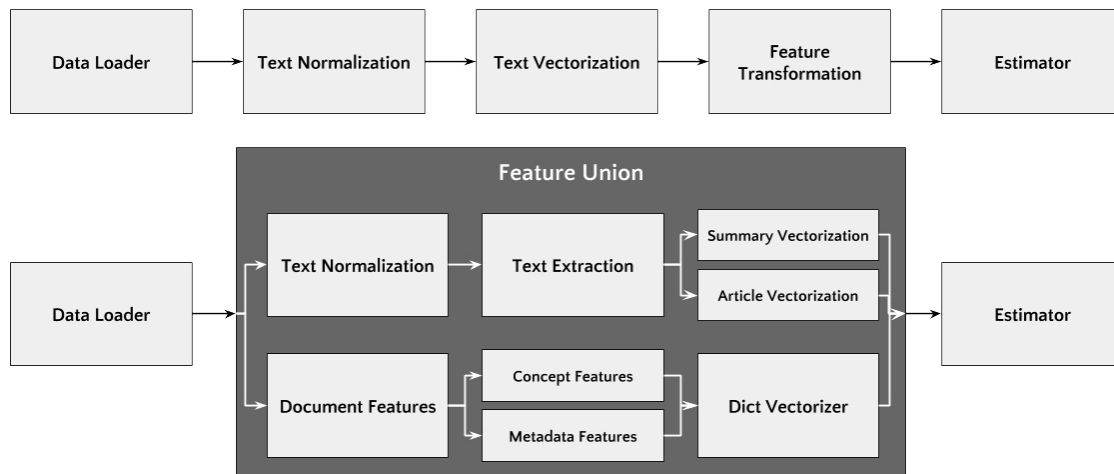 Data Loader
Text Normalization
Text Vectorization
Feature
Transformation
Estimator
Feature Union
Data Loader
Text Normalization
Text Extraction
Summary Vectorization
Article Vectorization
Document Features
Concept Features
Metadata Features
Dict Vectorizer
Estimator